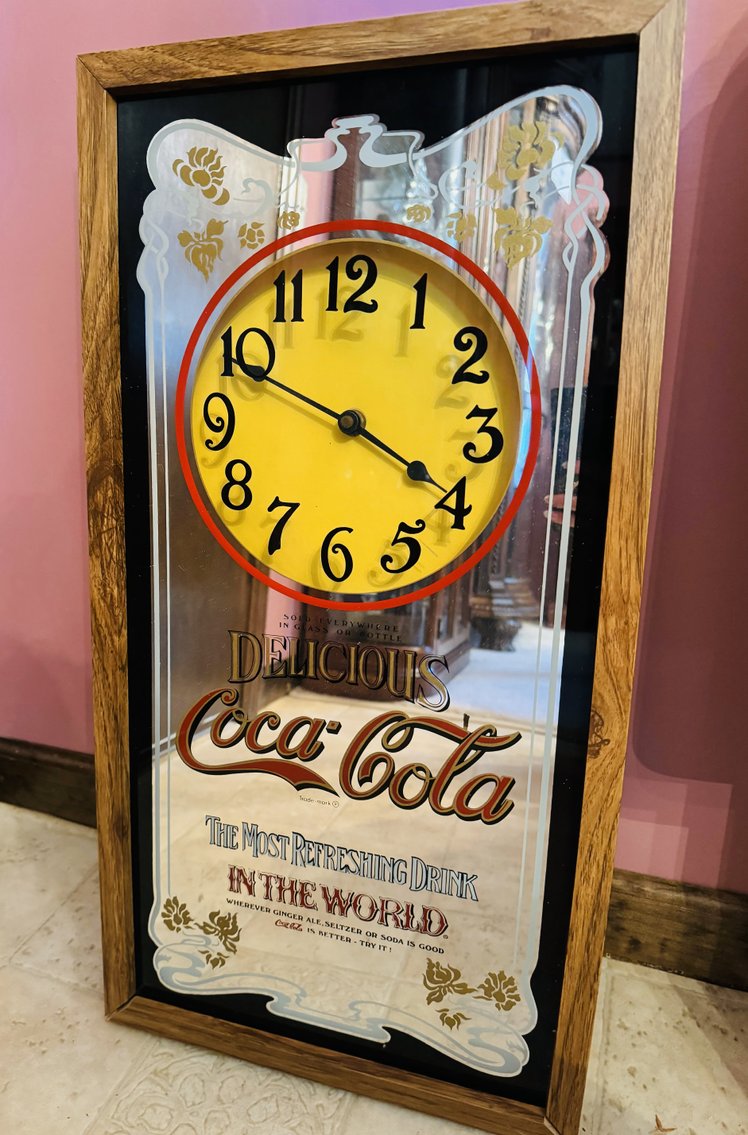 12
11 1
10 2
9 3
8 4
7 5
6
SOLD EVERYWHERE
IN GLASS OR BOTTLE
DELICIOUS
Coca-Cola
Trade-mark ®
THE MOST REFRESHING DRINK
IN THE WORLD
WHEREVER GINGER ALE, SELTZER OR SODA IS GOOD
Coca-Cola IS BETTER - TRY IT!